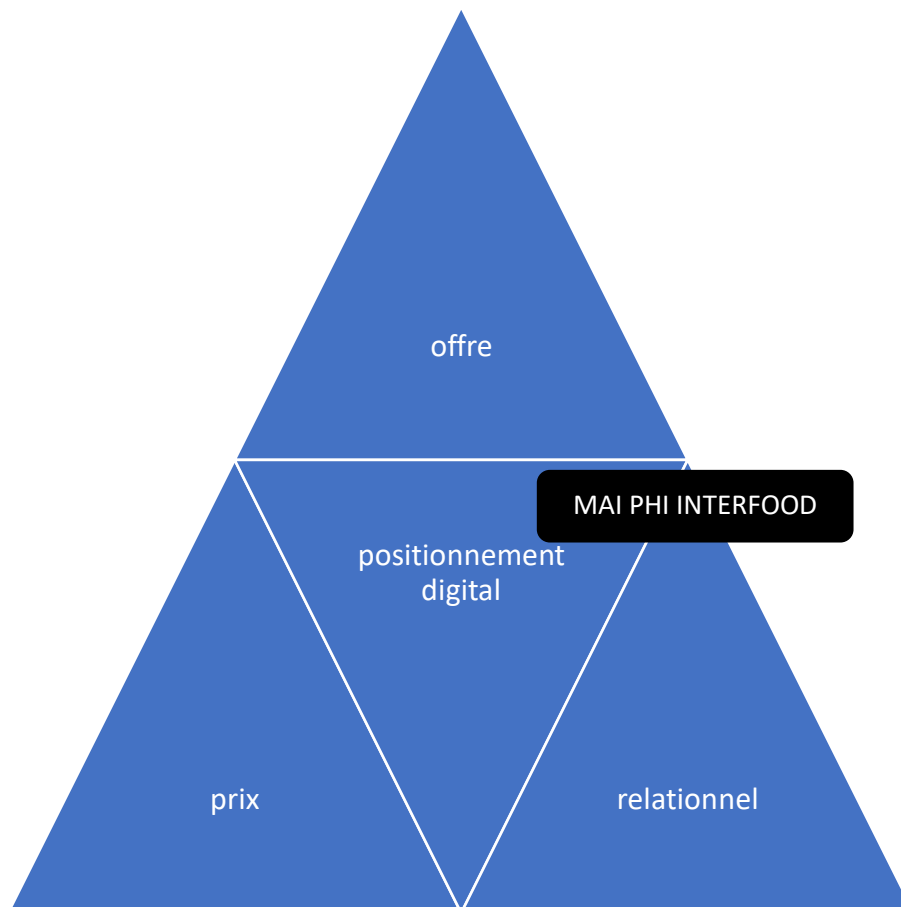 offre
MAI PHI INTERFOOD
positionnement
digital
prix
relationnel